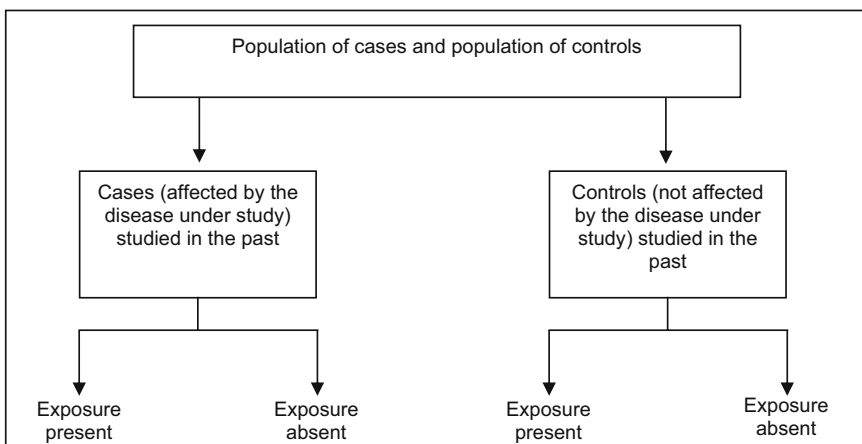 Population of cases and population of controls
Cases (affected by the
disease under study)
studied in the past
Controls (not affected
by the disease under
study) studied in the
past
Exposure
present
Exposure
absent
Exposure
present
Exposure
absent